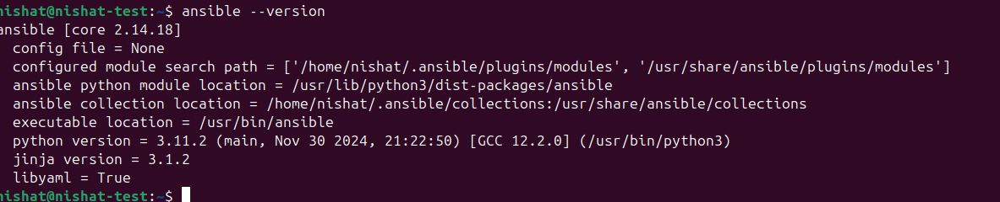 nishat@nishat-test:~$ ansible --version
ansible [core 2.14.18]
  config file = None
  configured module search path = ['/home/nishat/.ansible/plugins/modules', '/usr/share/ansible/plugins/modules']
  ansible python module location = /usr/lib/python3/dist-packages/ansible
  ansible collection location = /home/nishat/.ansible/collections:/usr/share/ansible/collections
  executable location = /usr/bin/ansible
  python version = 3.11.2 (main, Nov 30 2024, 21:22:50) [GCC 12.2.0] (/usr/bin/python3)
  jinja version = 3.1.2
  libyaml = True
nishat@nishat-test:~$